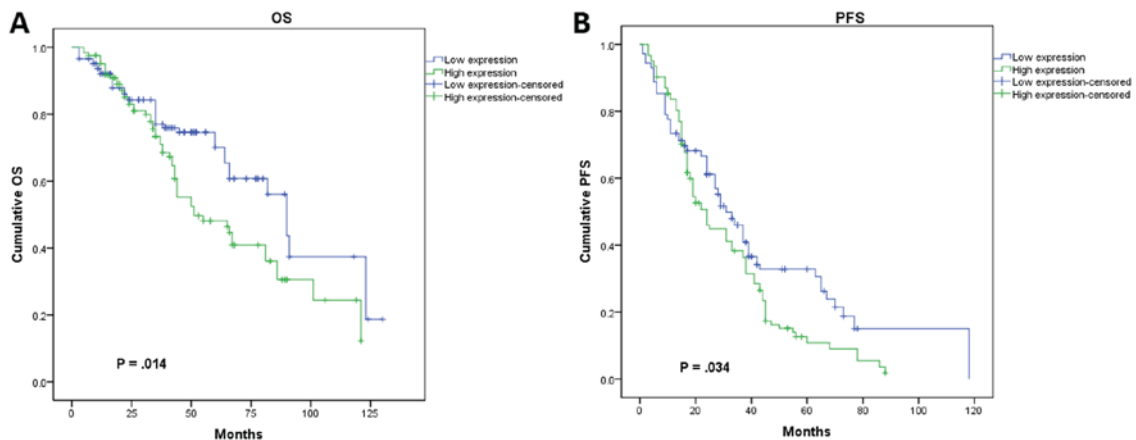 A
OS
Cumulative OS
1.0
0.8
0.6
0.4
0.2
0.0
P = .014
0 25 50 75 100 125
Months
Low expression
High expression
Low expression-censored
High expression-censored
B
PFS
Cumulative PFS
1.0
0.8
0.6
0.4
0.2
0.0
P = .034
0 20 40 60 80 100 120
Months
Low expression
High expression
Low expression-censored
High expression-censored